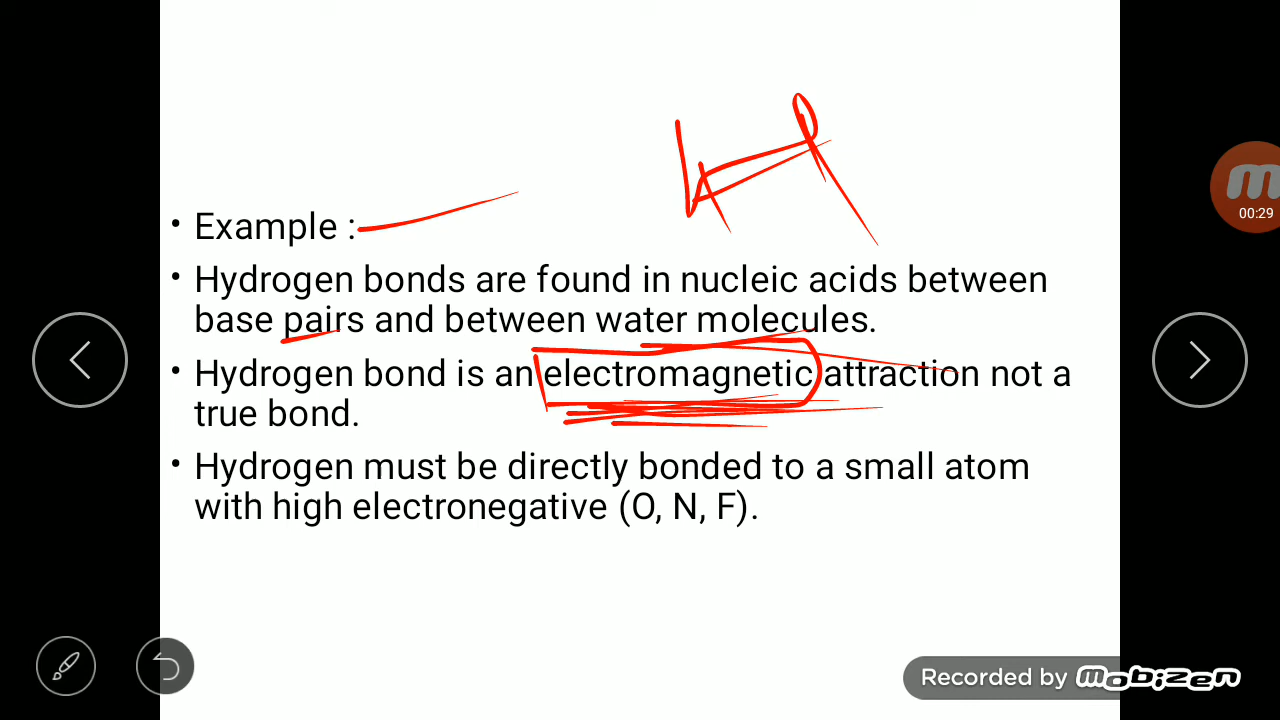 • Example :
• Hydrogen bonds are found in nucleic acids between
base pairs and between water molecules.
• Hydrogen bond is an electromagnetic attraction not a
true bond.
• Hydrogen must be directly bonded to a small atom
with high electronegative (O, N, F).
00:29
Recorded by mobizen